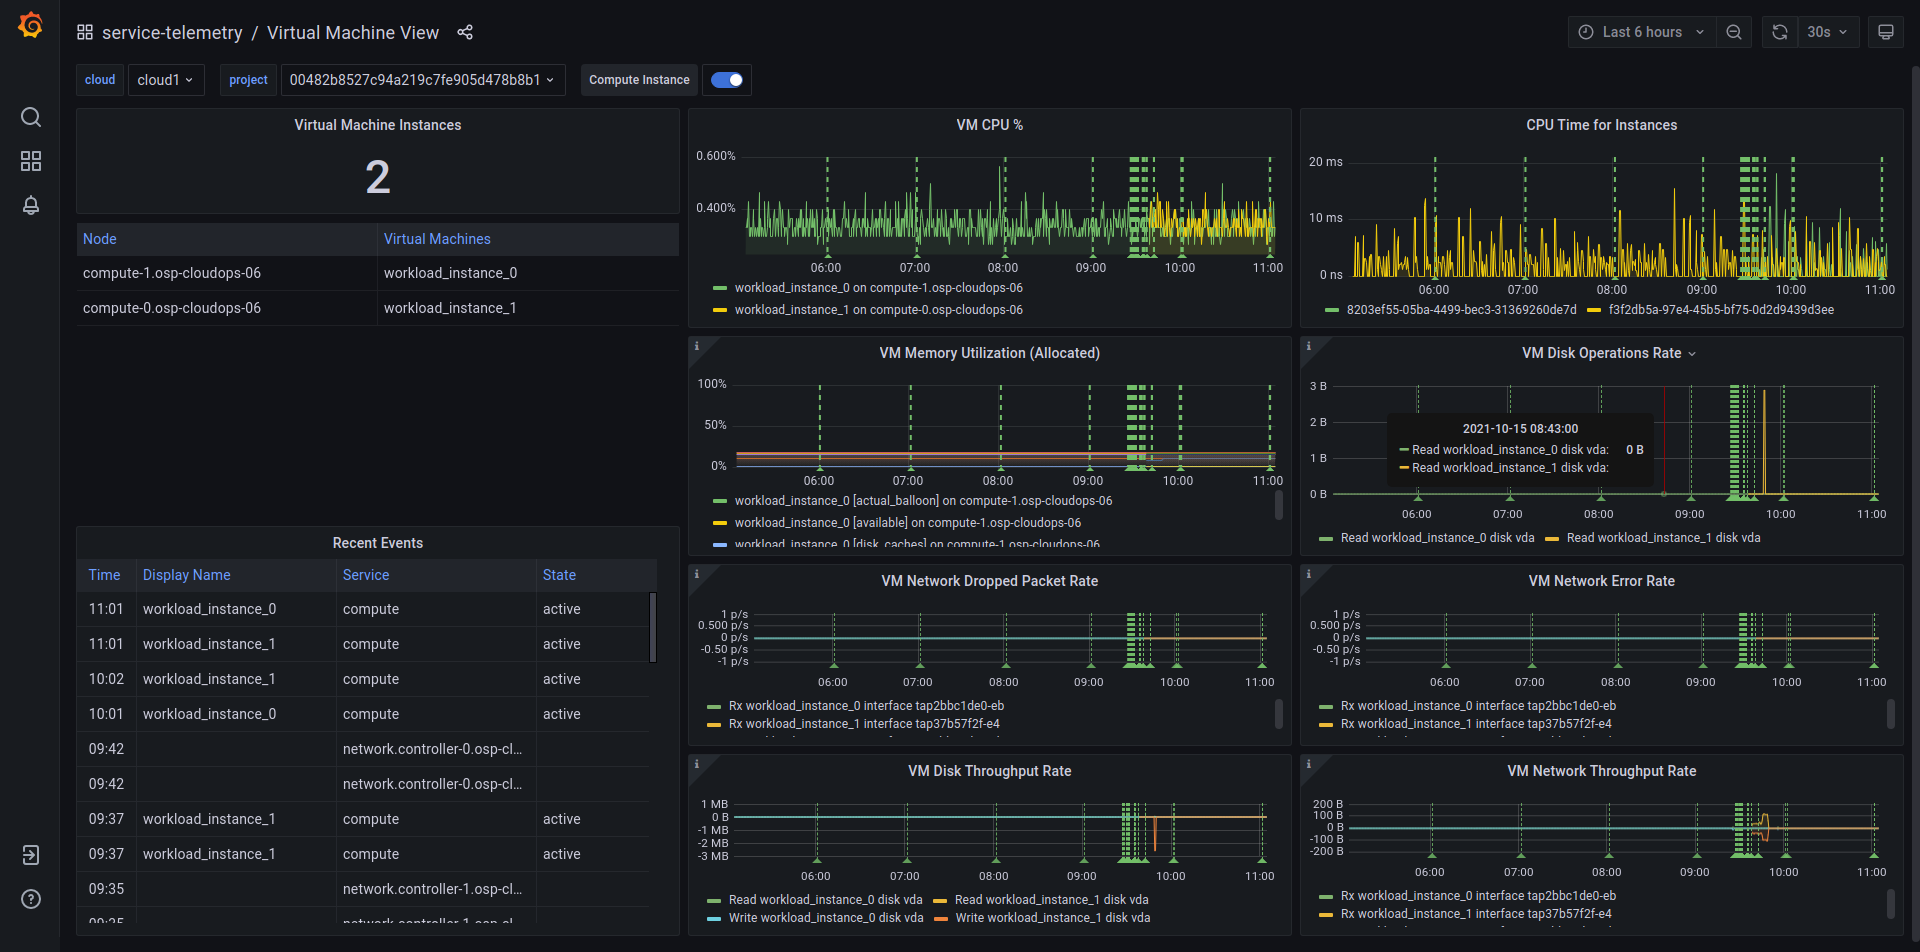 service-telemetry / Virtual Machine View
Last 6 hours
30s
cloud
cloud1
project
00482b8527c94a219c7fe905d478b8b1
Compute Instance
Virtual Machine Instances
2
Node Virtual Machines
compute-1.osp-cloudops-06 workload_instance_0
compute-0.osp-cloudops-06 workload_instance_1
Recent Events
Time Display Name Service State
11:01 workload_instance_0 compute active
11:01 workload_instance_1 compute active
10:02 workload_instance_1 compute active
10:01 workload_instance_0 compute active
09:42 network.controller-0.osp-cl...
09:42 network.controller-0.osp-cl...
09:37 workload_instance_1 compute active
09:37 workload_instance_1 compute active
09:35 network.controller-1.osp-cl...
VM CPU %
0.600%
0.400%
06:00 07:00 08:00 09:00 10:00 11:00
workload_instance_0 on compute-1.osp-cloudops-06
workload_instance_1 on compute-0.osp-cloudops-06
CPU Time for Instances
20 ms
10 ms
0 ns
06:00 07:00 08:00 09:00 10:00 11:00
8203ef55-05ba-4499-bec3-31369260de7d f3f2db5a-97e4-45b5-bf75-0d2d9439d3ee
VM Memory Utilization (Allocated)
100%
50%
0%
06:00 07:00 08:00 09:00 10:00 11:00
workload_instance_0 [actual_balloon] on compute-1.osp-cloudops-06
workload_instance_0 [available] on compute-1.osp-cloudops-06
workload_instance_0 [disk_caches] on compute-1.osp-cloudops-06
VM Disk Operations Rate
3 B
2 B
1 B
0 B
2021-10-15 08:43:00
Read workload_instance_0 disk vda: 0 B
Read workload_instance_1 disk vda:
06:00 07:00 08:00 09:00 10:00 11:00
Read workload_instance_0 disk vda Read workload_instance_1 disk vda
VM Network Dropped Packet Rate
1 p/s
0.500 p/s
0 p/s
-0.50 p/s
-1 p/s
06:00 07:00 08:00 09:00 10:00 11:00
Rx workload_instance_0 interface tap2bbc1de0-eb
Rx workload_instance_1 interface tap37b57f2f-e4
VM Network Error Rate
1 p/s
0.500 p/s
0 p/s
-0.50 p/s
-1 p/s
06:00 07:00 08:00 09:00 10:00 11:00
Rx workload_instance_0 interface tap2bbc1de0-eb
Rx workload_instance_1 interface tap37b57f2f-e4
VM Disk Throughput Rate
1 MB
0 B
-1 MB
-2 MB
-3 MB
06:00 07:00 08:00 09:00 10:00 11:00
Read workload_instance_0 disk vda Read workload_instance_1 disk vda
Write workload_instance_0 disk vda Write workload_instance_1 disk vda
VM Network Throughput Rate
200 B
100 B
0 B
-100 B
-200 B
06:00 07:00 08:00 09:00 10:00 11:00
Rx workload_instance_0 interface tap2bbc1de0-eb
Rx workload_instance_1 interface tap37b57f2f-e4